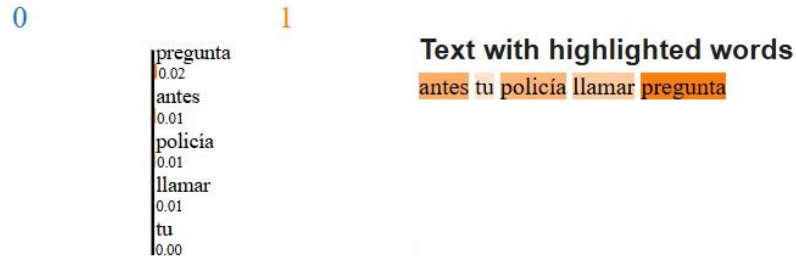 0 1
pregunta
0.02
antes
0.01
policía
0.01
llamar
0.01
tu
0.00
Text with highlighted words
antes tu policía llamar pregunta